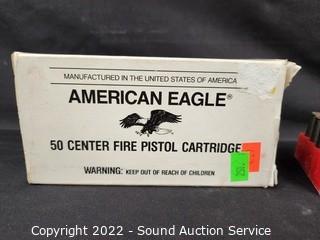 MANUFACTURED IN THE UNITED STATES OF AMERICA
AMERICAN EAGLE®
50 CENTER FIRE PISTOL CARTRIDGE
WARNING: KEEP OUT OF REACH OF CHILDREN
Copyright 2022 - Sound Auction Service